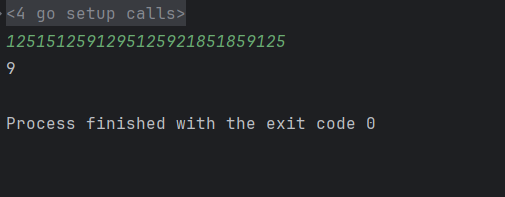 <4 go setup calls>
125151259129512592185185912​5
9

Process finished with the exit code 0